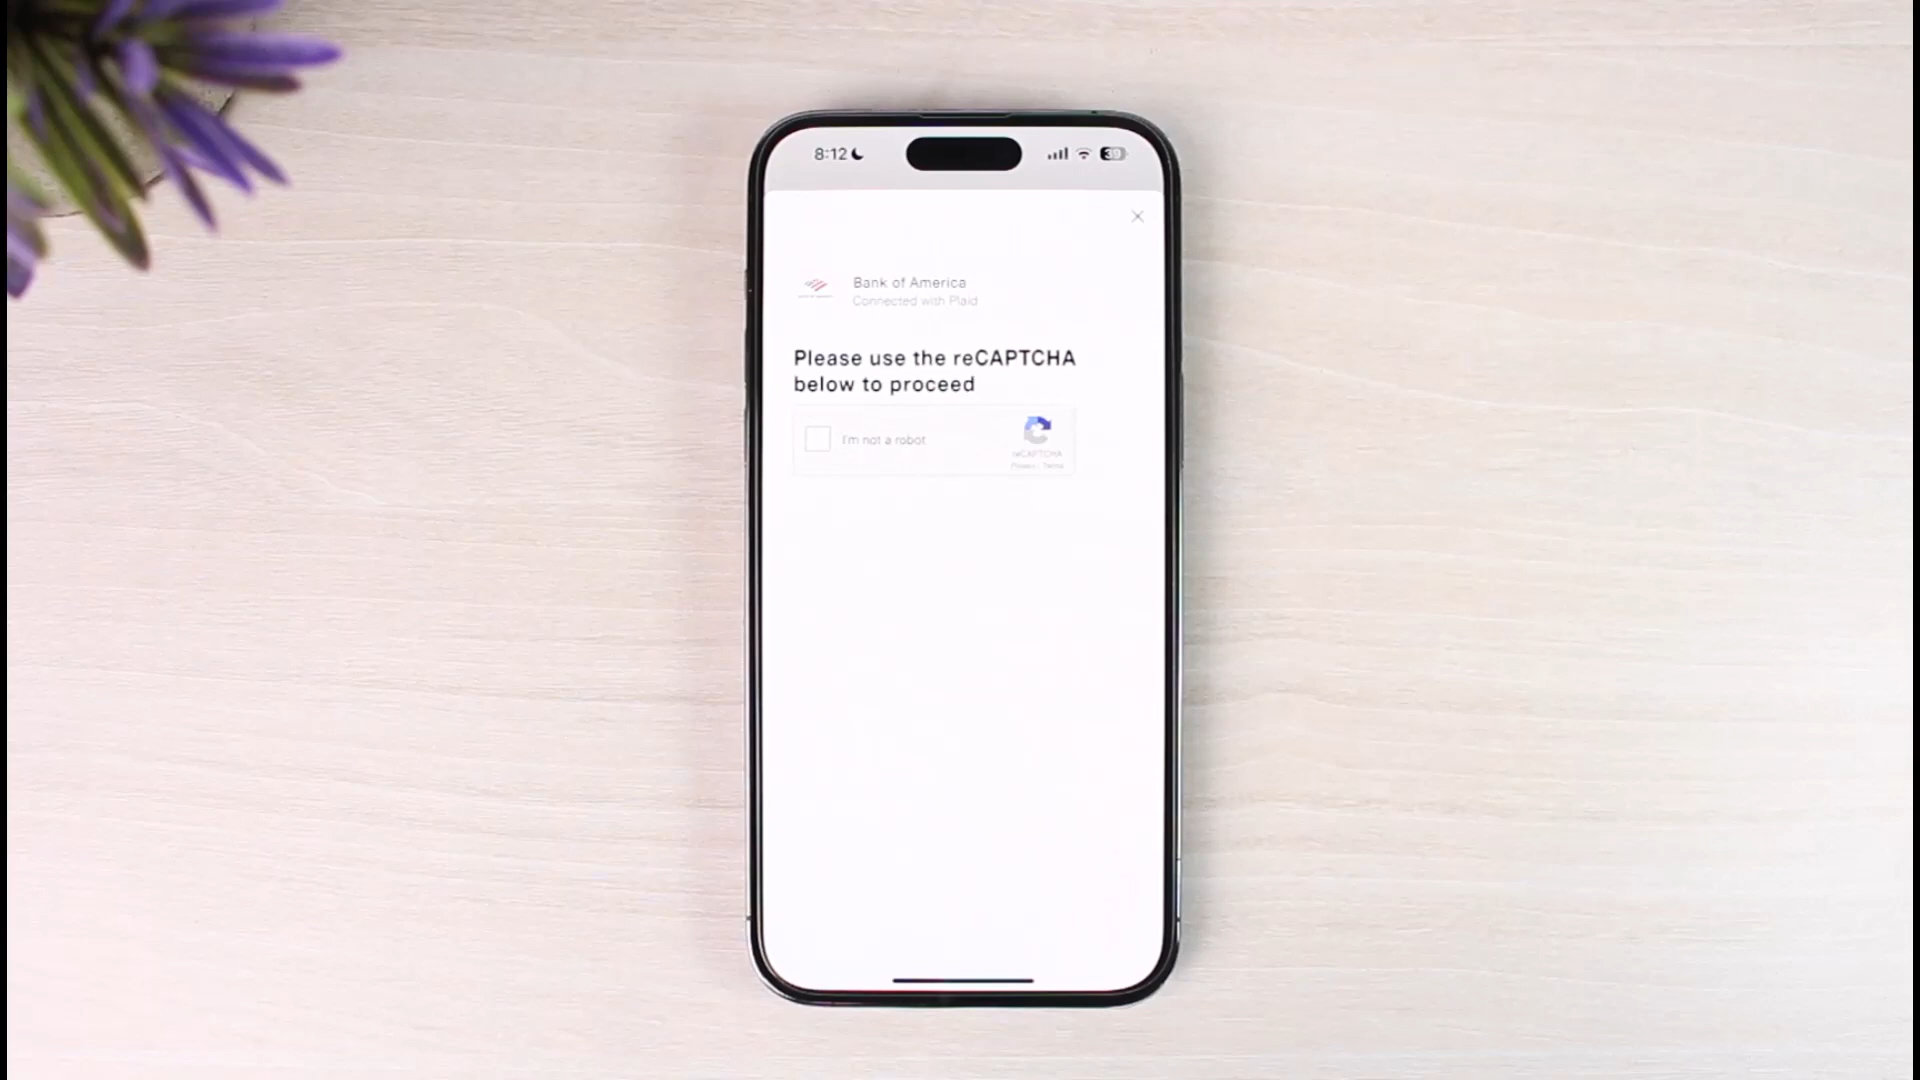 8:12
39
Bank of America
Connected with Plaid
Please use the reCAPTCHA
below to proceed
I'm not a robot
reCAPTCHA
Privacy - Terms